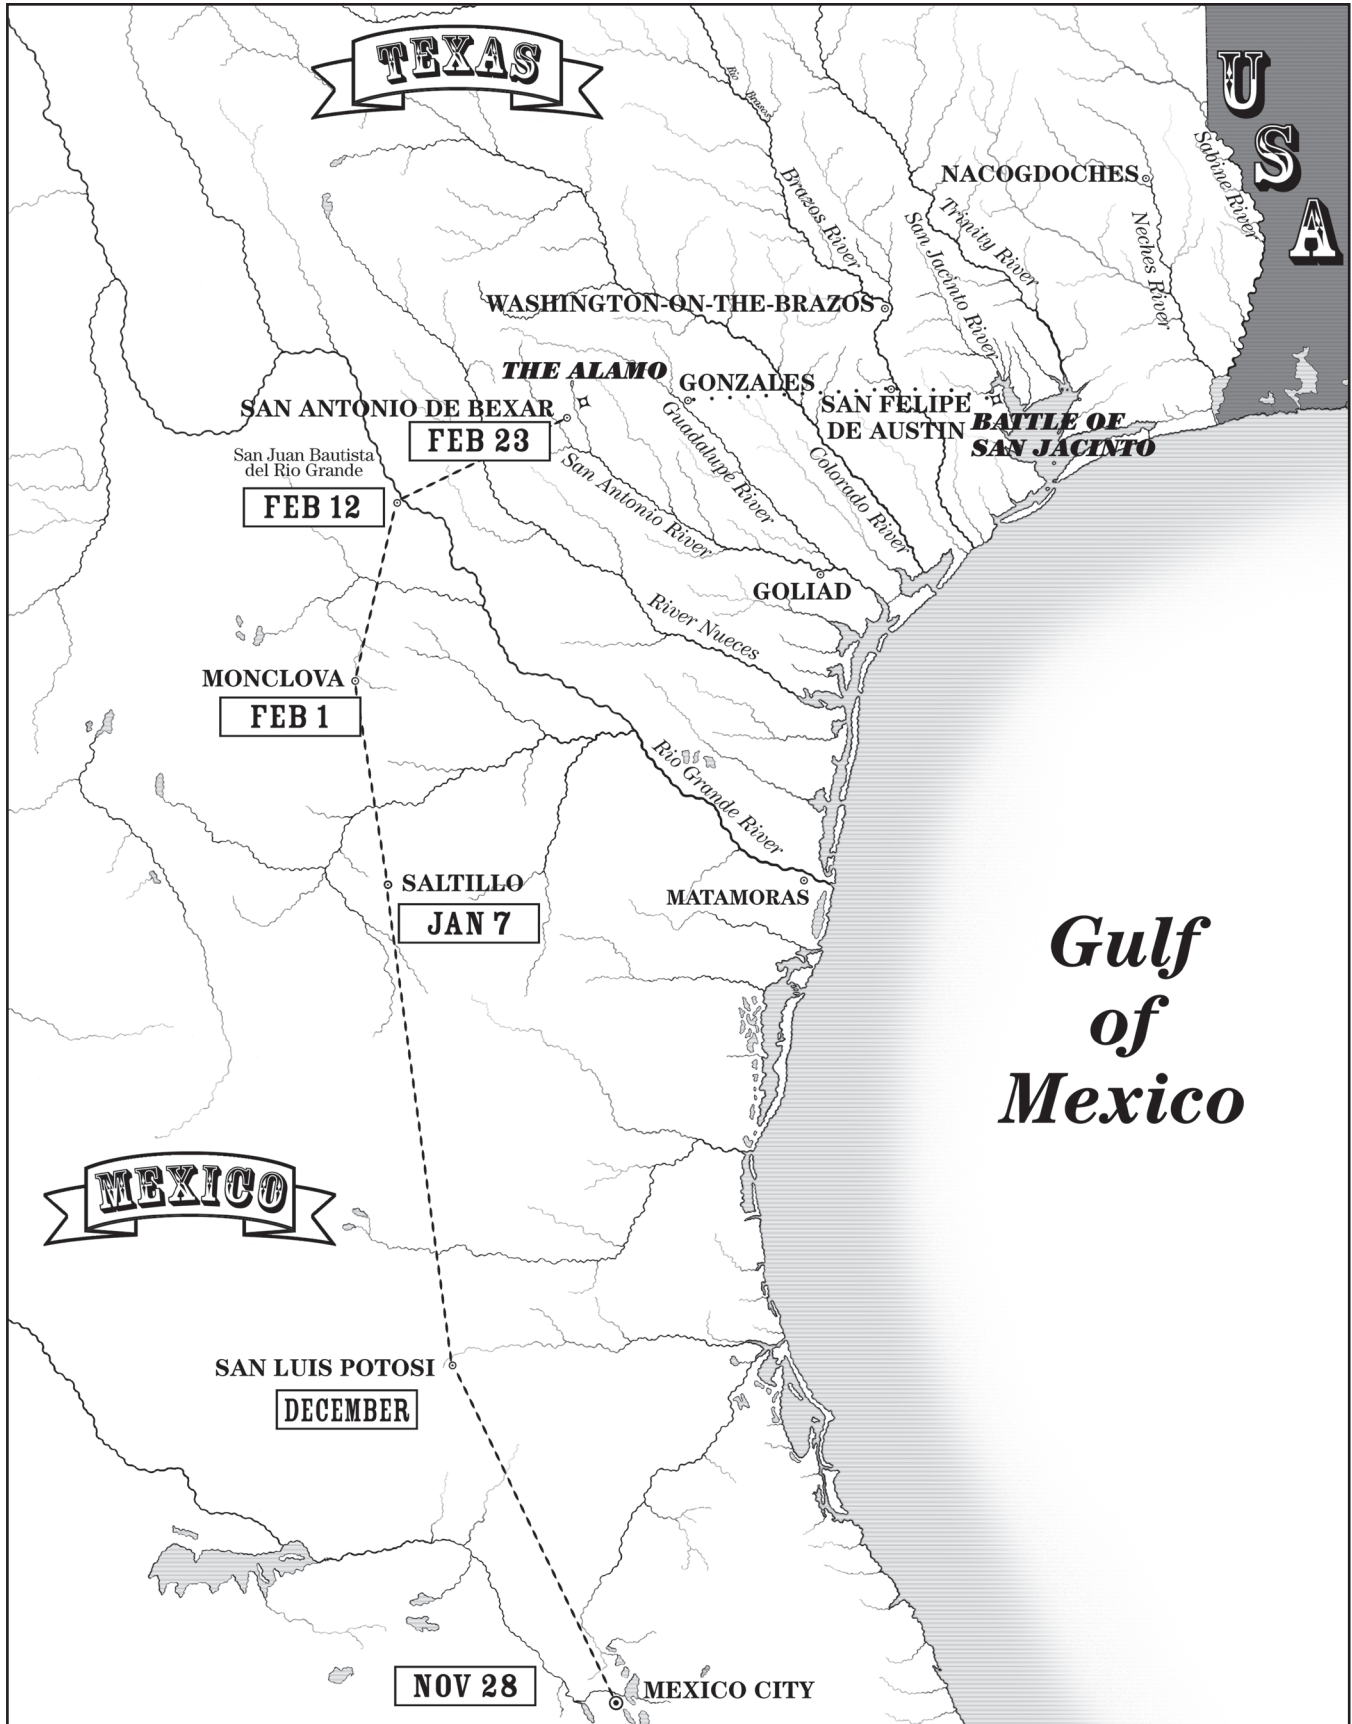 TEXAS
U
S
A
Rio
Brasos
Brazos River
NACOGDOCHES
Sabine River
Trinity River
San Jacinto River
Neches River
WASHINGTON-ON-THE-BRAZOS
THE ALAMO
GONZALES
SAN ANTONIO DE BEXAR
FEB 23
SAN FELIPE
DE AUSTIN
BATTLE OF
SAN JACINTO
San Juan Bautista
del Rio Grande
FEB 12
San Antonio River
Guadalupe River
Colorado River
GOLIAD
River Nueces
MONCLOVA
FEB 1
Rio Grande River
SALTILLO
JAN 7
MATAMORAS
Gulf
of
Mexico
MEXICO
SAN LUIS POTOSI
DECEMBER
NOV 28
MEXICO CITY